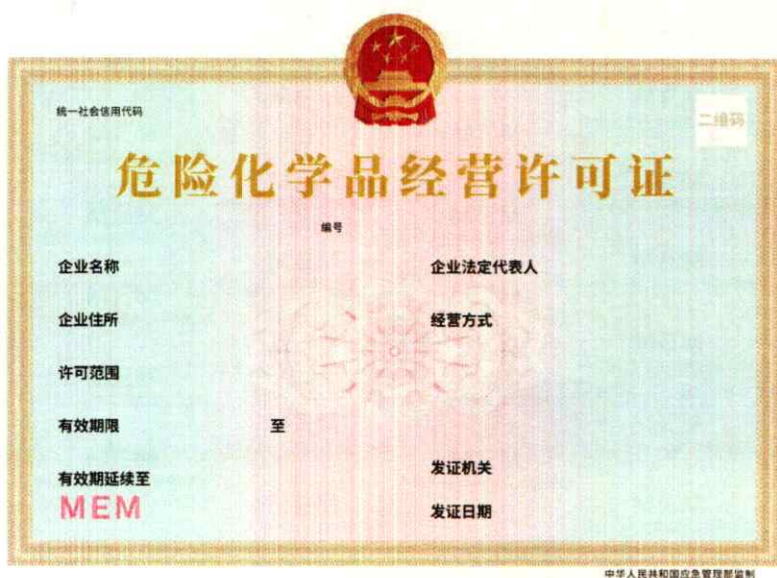 统一社会信用代码
二维码
危险化学品经营许可证
编号
企业名称 企业法定代表人
企业住所 经营方式
许可范围
有效期限 至
有效期延续至 发证机关
MEM 发证日期
中华人民共和国应急管理部监制